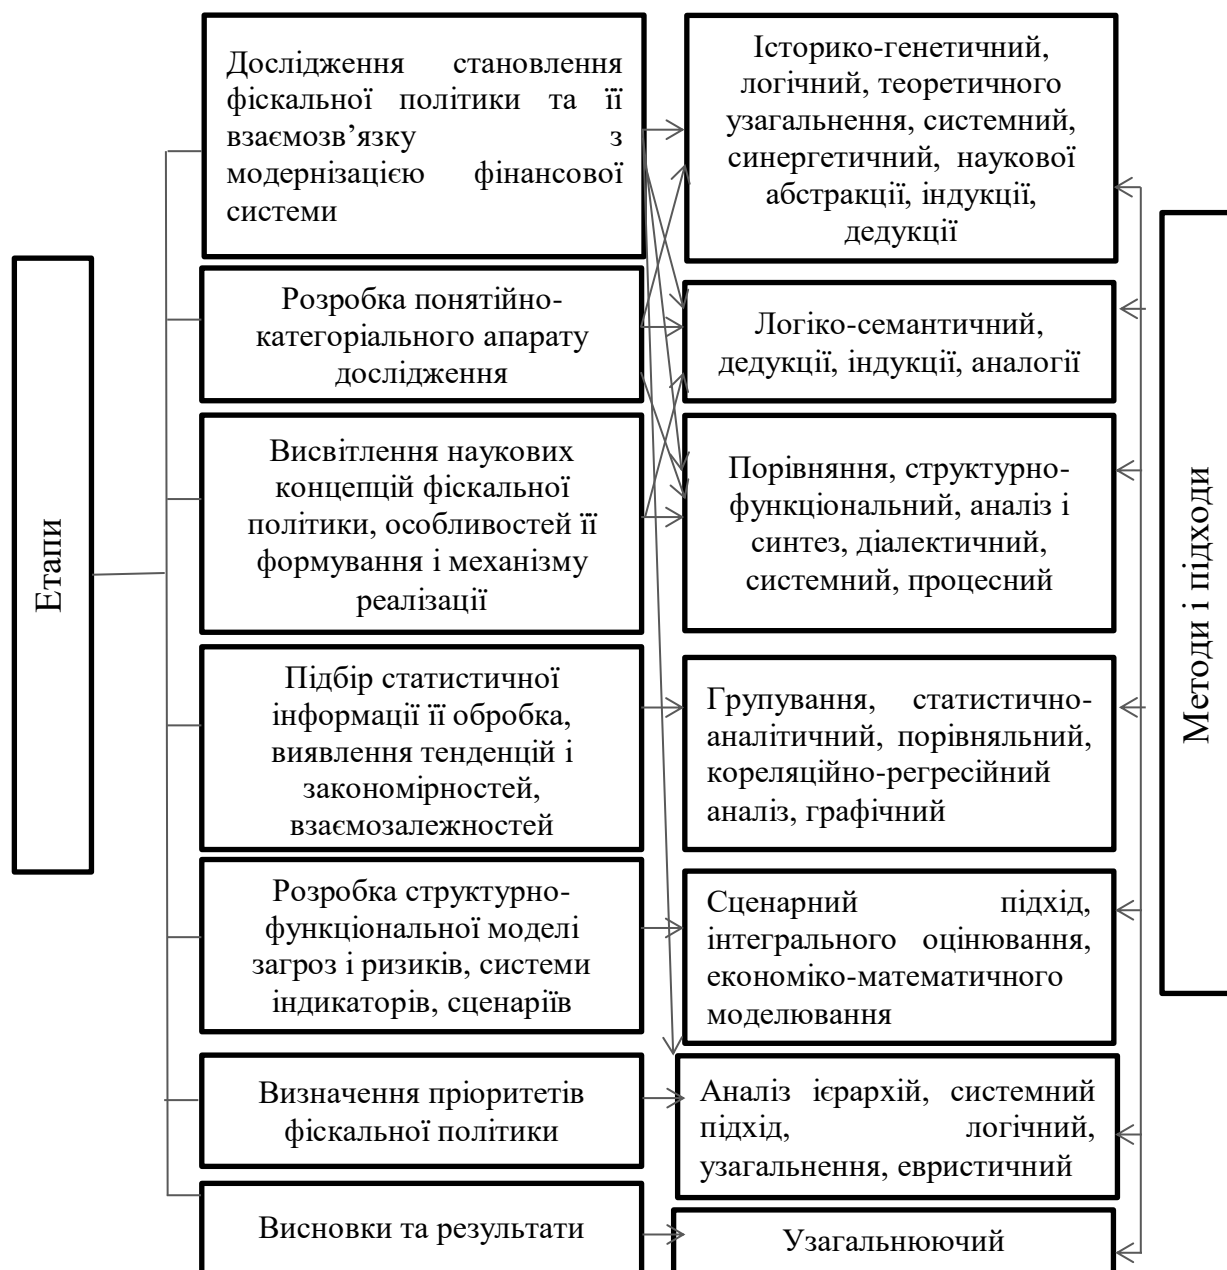 Етапи
Дослідження становлення
фіскальної політики та її
взаємозв’язку з
модернізацією фінансової
системи
Розробка понятійно-
категоріального апарату
дослідження
Висвітлення наукових
концепцій фіскальної
політики, особливостей її
формування і механізму
реалізації
Підбір статистичної
інформації її обробка,
виявлення тенденцій і
закономірностей,
взаємозалежностей
Розробка структурно-
функціональної моделі
загроз і ризиків, системи
індикаторів, сценаріїв
Визначення пріоритетів
фіскальної політики
Висновки та результати
Історико-генетичний,
логічний, теоретичного
узагальнення, системний,
синергетичний, наукової
абстракції, індукції,
дедукції
Логіко-семантичний,
дедукції, індукції, аналогії
Порівняння, структурно-
функціональний, аналіз і
синтез, діалектичний,
системний, процесний
Групування, статистично-
аналітичний, порівняльний,
кореляційно-регресійний
аналіз, графічний
Сценарний підхід,
інтегрального оцінювання,
економіко-математичного
моделювання
Аналіз ієрархій, системний
підхід, логічний,
узагальнення, евристичний
Узагальнюючий
Методи і підходи